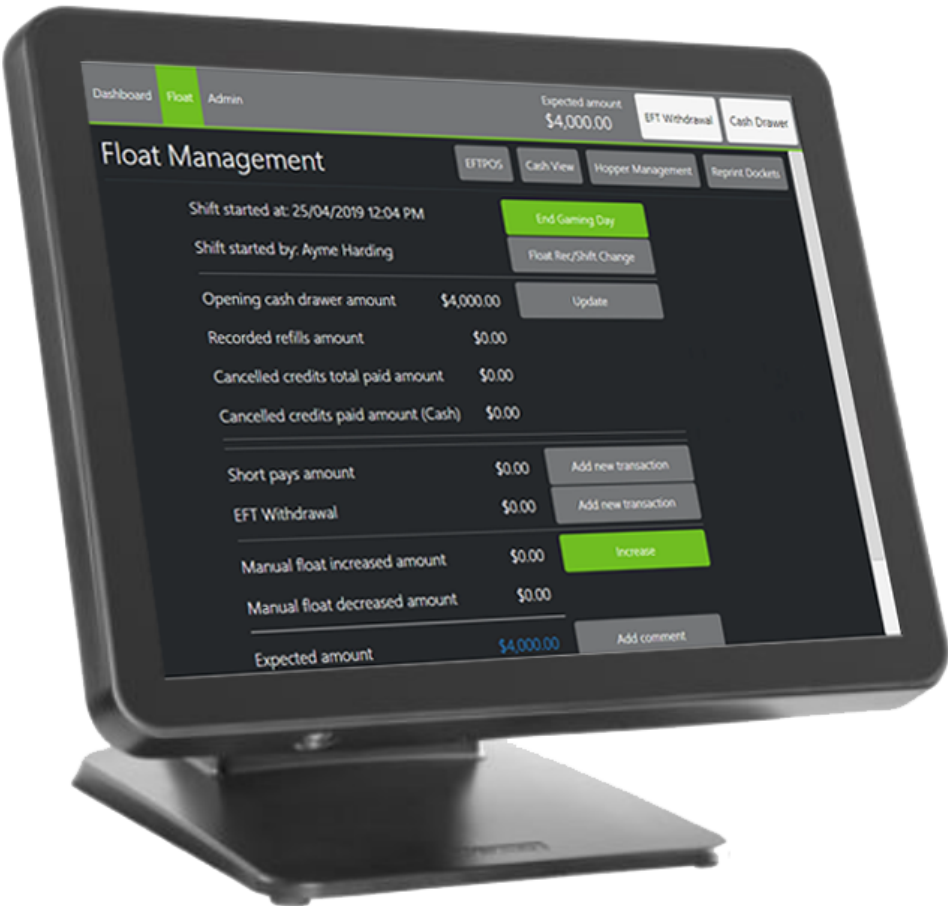 Dashboard Float Admin
Expected amount
$4,000.00
EFT Withdrawal
Cash Drawer
Float Management
EFTPOS
Cash View
Hopper Management
Reprint Dockets
Shift started at: 25/04/2019 12:04 PM
End Gaming Day
Shift started by: Ayme Harding
Float Rec/Shift Change
Opening cash drawer amount $4,000.00 Update
Recorded refills amount $0.00
Cancelled credits total paid amount $0.00
Cancelled credits paid amount (Cash) $0.00
Short pays amount $0.00 Add new transaction
EFT Withdrawal $0.00 Add new transaction
Manual float increased amount $0.00 Increase
Manual float decreased amount $0.00
Expected amount $4,000.00 Add comment